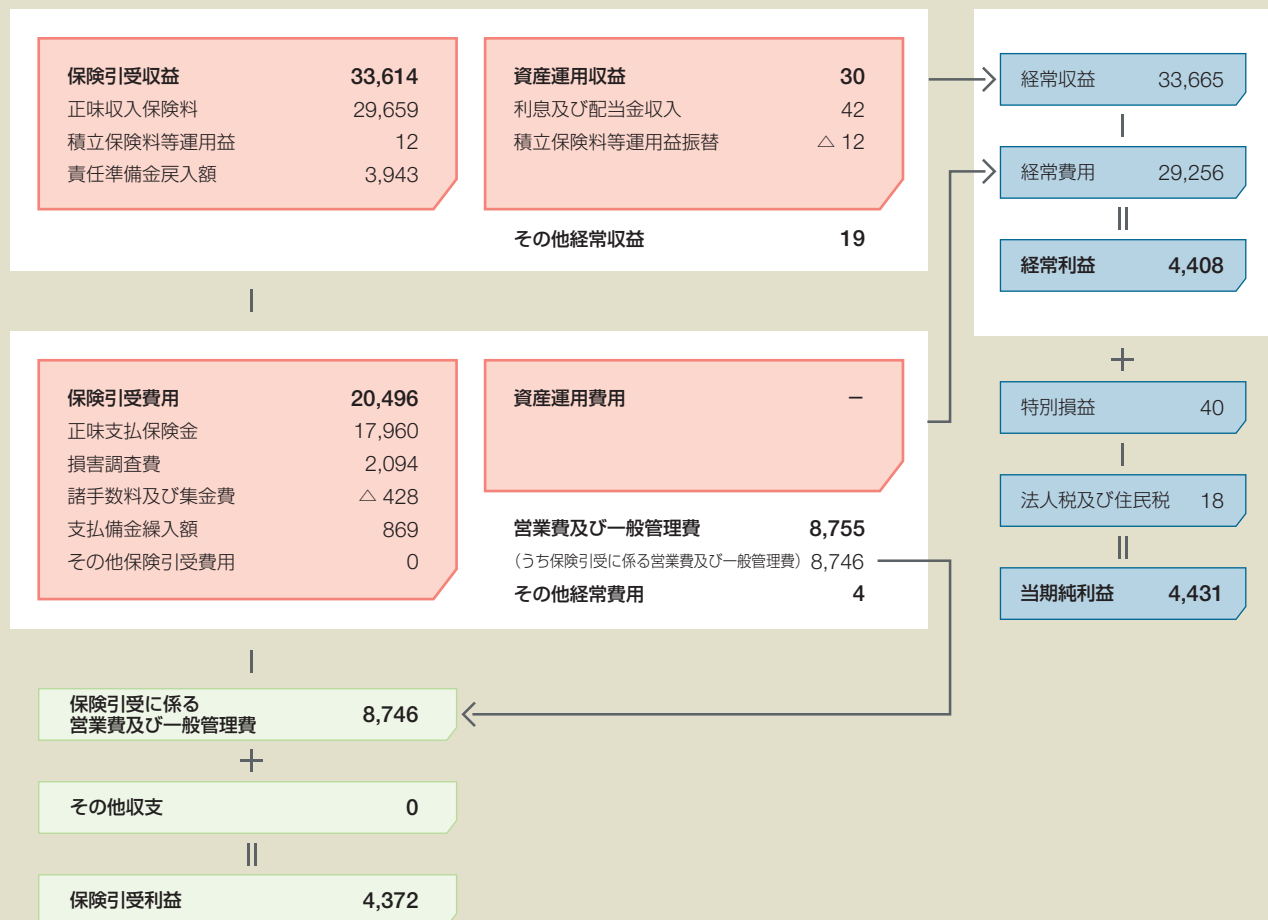 保険引受収益 33,614
正味収入保険料 29,659
積立保険料等運用益 12
責任準備金戻入額 3,943
資産運用収益 30
利息及び配当金収入 42
積立保険料等運用益振替 △ 12
その他経常収益 19
保険引受費用 20,496
正味支払保険金 17,960
損害調査費 2,094
諸手数料及び集金費 △ 428
支払備金繰入額 869
その他保険引受費用 0
資産運用費用 −
営業費及び一般管理費 8,755
(うち保険引受に係る営業費及び一般管理費) 8,746
その他経常費用 4
保険引受に係る
営業費及び一般管理費 8,746
+
その他収支 0
保険引受利益 4,372
経常収益 33,665
経常費用 29,256
経常利益 4,408
+
特別損益 40
法人税及び住民税 18
当期純利益 4,431